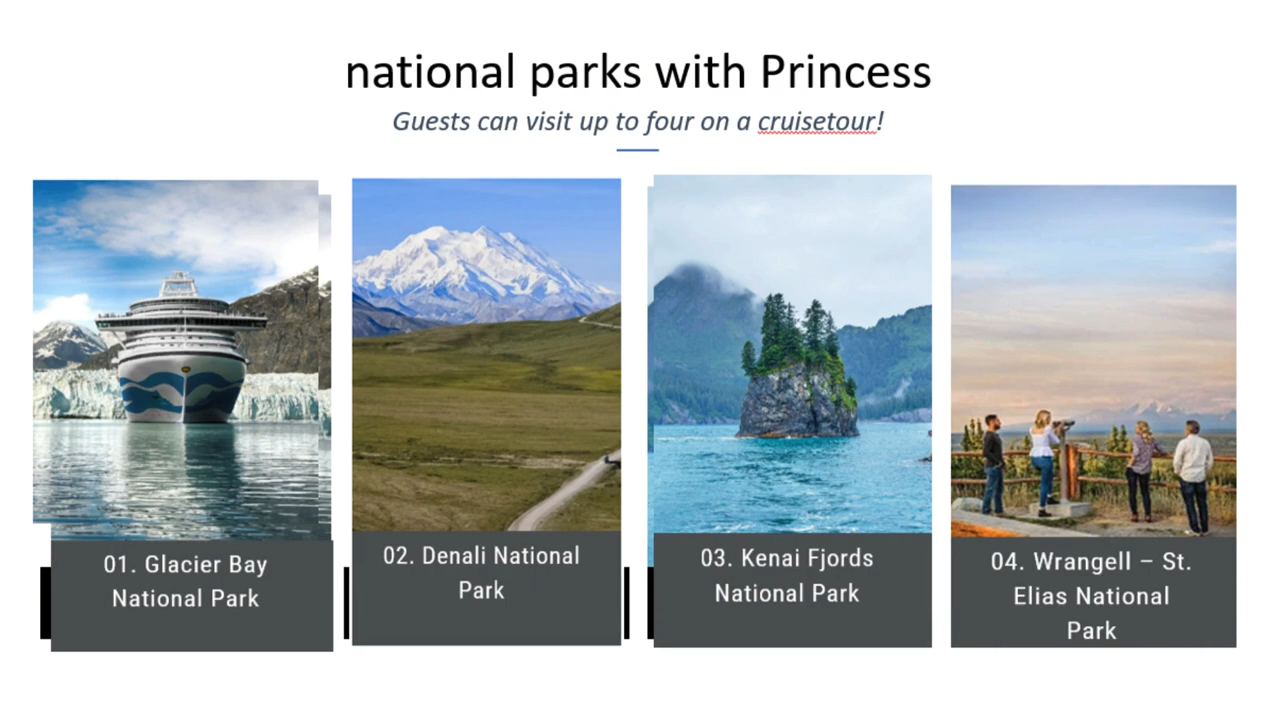 national parks with Princess
Guests can visit up to four on a cruisetour!
01. Glacier Bay
National Park
02. Denali National
Park
03. Kenai Fjords
National Park
04. Wrangell – St.
Elias National
Park